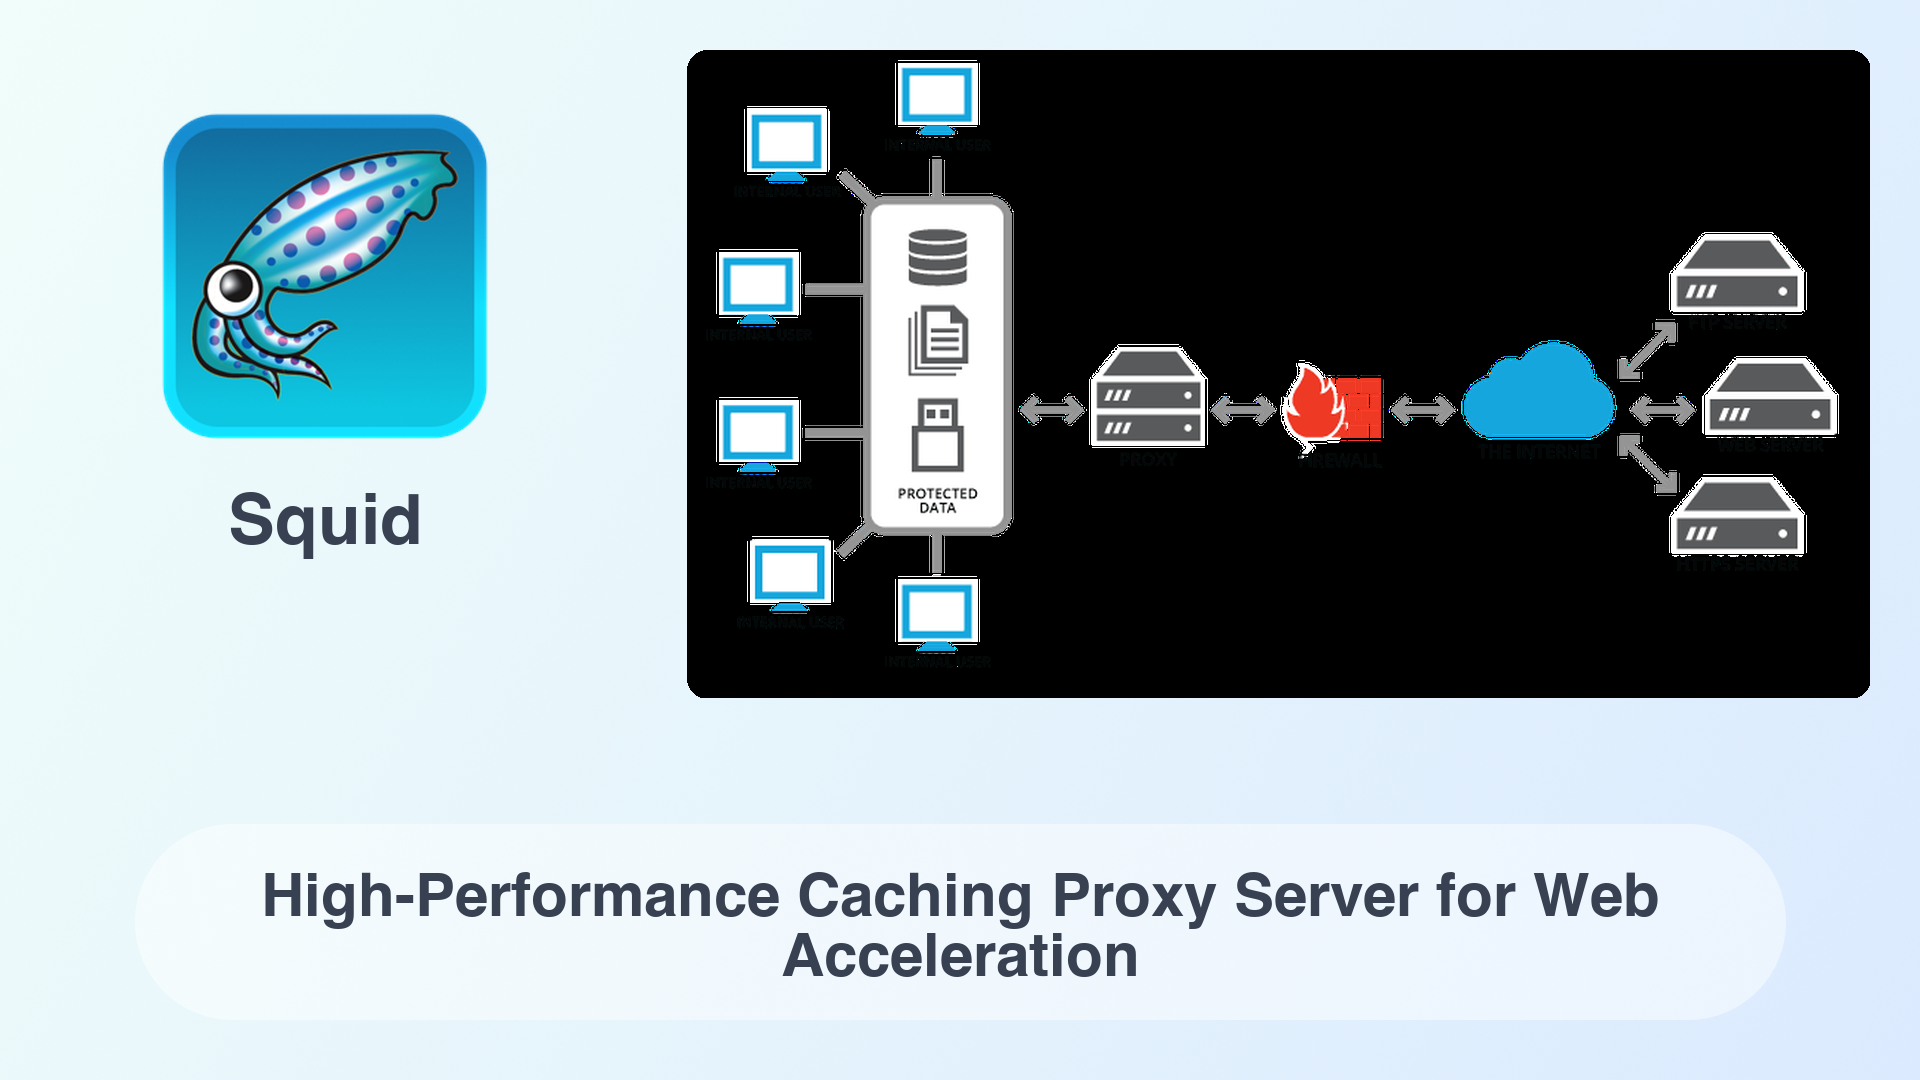 Squid
INTERNAL USER
INTERNAL USER
INTERNAL USER
INTERNAL USER
INTERNAL USER
INTERNAL USER
PROTECTED
DATA
PROXY
FIREWALL
THE INTERNET
FTP SERVER
WEB SERVER
HTTPS SERVER
High-Performance Caching Proxy Server for Web
Acceleration